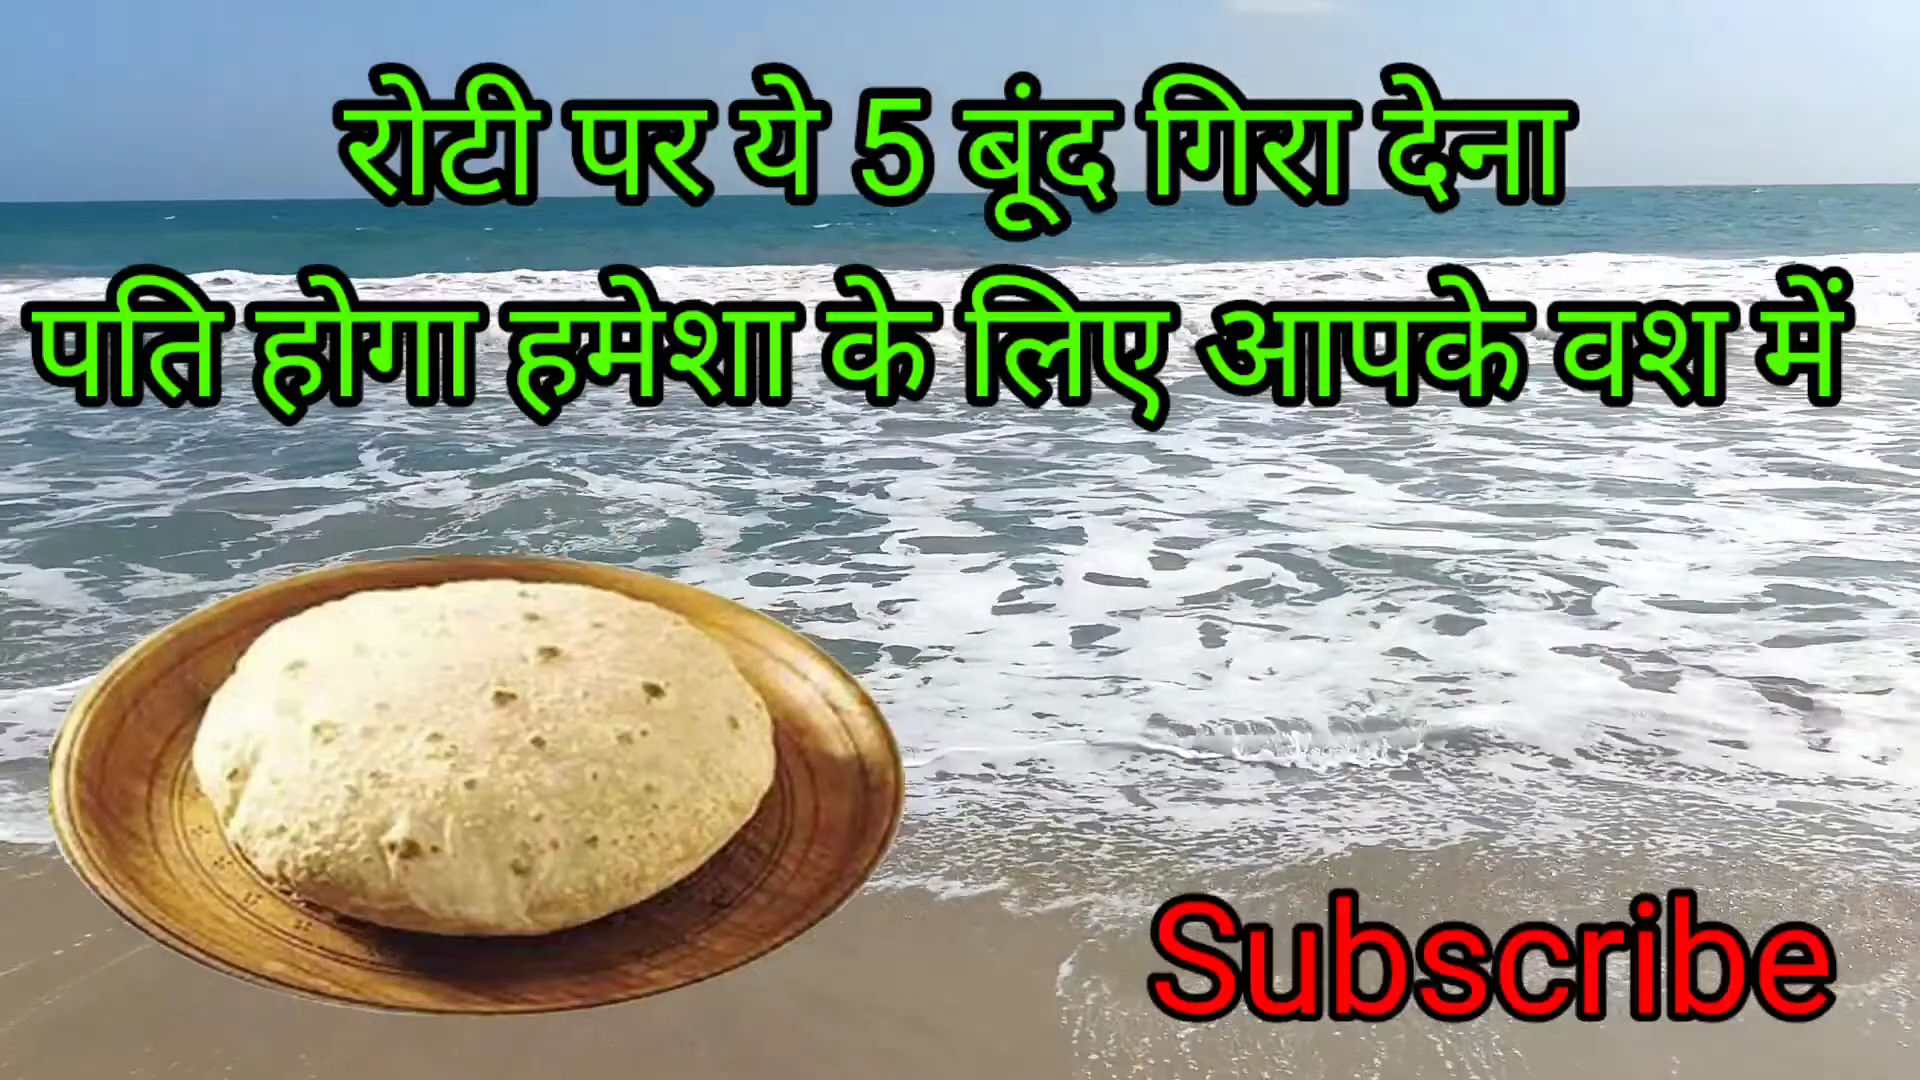 रोटी पर ये 5 बूंद गिरा देना
पति होगा हमेशा के लिए आपके वश में
Subscribe